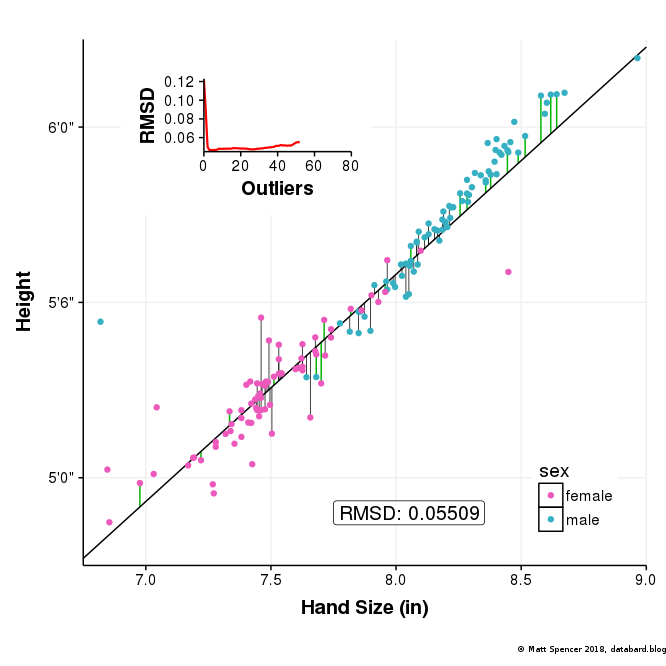 0.12
0.10
0.08
0.06
RMSD
0 20 40 60 80
Outliers
6'0"
5'6"
5'0"
Height
RMSD: 0.05509
sex
female
male
7.0 7.5 8.0 8.5 9.0
Hand Size (in)
© Matt Spencer 2018, databard.blog